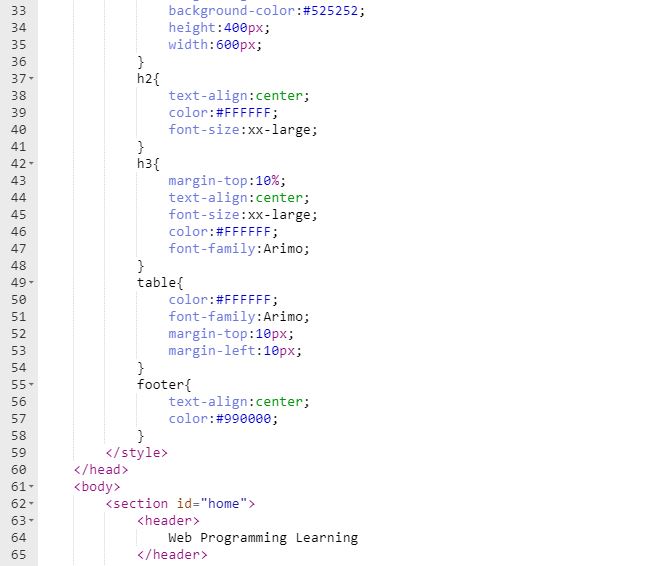 33 background-color:#525252;
34 height:400px;
35 width:600px;
36 }
37 h2{
38 text-align:center;
39 color:#FFFFFF;
40 font-size:xx-large;
41 }
42 h3{
43 margin-top:10%;
44 text-align:center;
45 font-size:xx-large;
46 color:#FFFFFF;
47 font-family:Arimo;
48 }
49 table{
50 color:#FFFFFF;
51 font-family:Arimo;
52 margin-top:10px;
53 margin-left:10px;
54 }
55 footer{
56 text-align:center;
57 color:#990000;
58 }
59 </style>
60 </head>
61 <body>
62 <section id="home">
63 <header>
64 Web Programming Learning
65 </header>